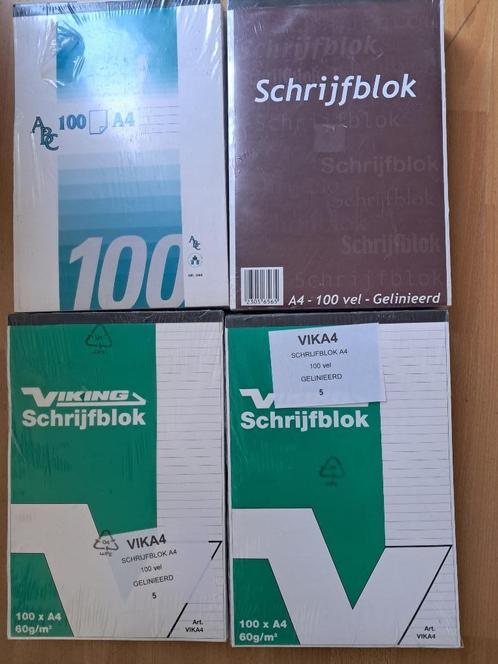 ABC 100 A4
100
ABC
Schrijfblok
Schrijfblok
Schrijfblok
Schrijfblok
Schrijfblok
A4 - 100 vel - Gelinieerd
VIKING
Schrijfblok
VIKA4
SCHRIJFBLOK A4
100 vel
GELINIEERD
5
100 x A4
60g/m²
Art.
VIKA4
VIKA4
SCHRIJFBLOK A4
100 vel
GELINIEERD
5
Schrijfblok
100 x A4
60g/m²
Art.
VIKA4